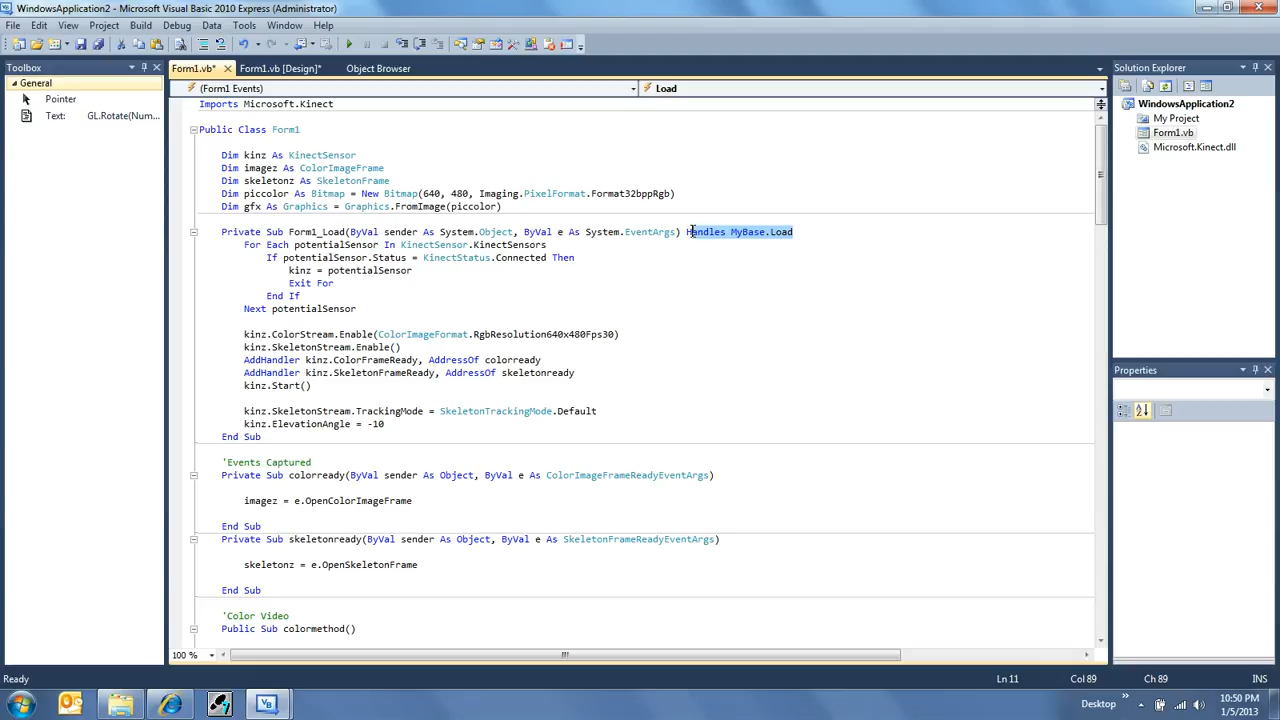 WindowsApplication2 - Microsoft Visual Basic 2010 Express (Administrator)
File Edit View Project Build Debug Data Tools Window Help
Toolbox
General
Pointer
Text: GL.Rotate(Num...
Form1.vb* Form1.vb [Design]* Object Browser
(Form1 Events) Load
Imports Microsoft.Kinect
Public Class Form1
Dim kinz As KinectSensor
Dim imagez As ColorImageFrame
Dim skeletonz As SkeletonFrame
Dim piccolor As Bitmap = New Bitmap(640, 480, Imaging.PixelFormat.Format32bppRgb)
Dim gfx As Graphics = Graphics.FromImage(piccolor)
Private Sub Form1_Load(ByVal sender As System.Object, ByVal e As System.EventArgs) Handles MyBase.Load
For Each potentialSensor In KinectSensor.KinectSensors
If potentialSensor.Status = KinectStatus.Connected Then
kinz = potentialSensor
Exit For
End If
Next potentialSensor
kinz.ColorStream.Enable(ColorImageFormat.RgbResolution640x480Fps30)
kinz.SkeletonStream.Enable()
AddHandler kinz.ColorFrameReady, AddressOf colorready
AddHandler kinz.SkeletonFrameReady, AddressOf skeletonready
kinz.Start()
kinz.SkeletonStream.TrackingMode = SkeletonTrackingMode.Default
kinz.ElevationAngle = -10
End Sub
'Events Captured
Private Sub colorready(ByVal sender As Object, ByVal e As ColorImageFrameReadyEventArgs)
imagez = e.OpenColorImageFrame
End Sub
Private Sub skeletonready(ByVal sender As Object, ByVal e As SkeletonFrameReadyEventArgs)
skeletonz = e.OpenSkeletonFrame
End Sub
'Color Video
Public Sub colormethod()
100 %
Solution Explorer
WindowsApplication2
My Project
Form1.vb
Microsoft.Kinect.dll
Properties
Ready Ln 11 Col 89 Ch 89 INS
Desktop
10:50 PM
1/5/2013